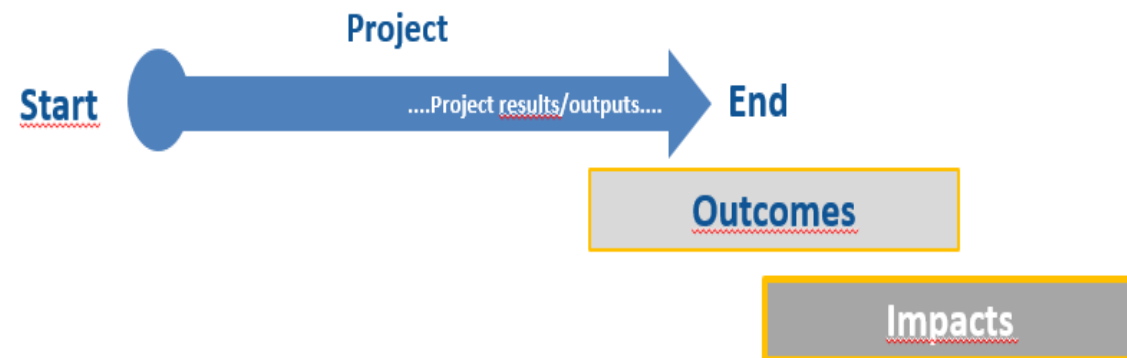 Project
Start
....Project results/outputs....
End
Outcomes
Impacts